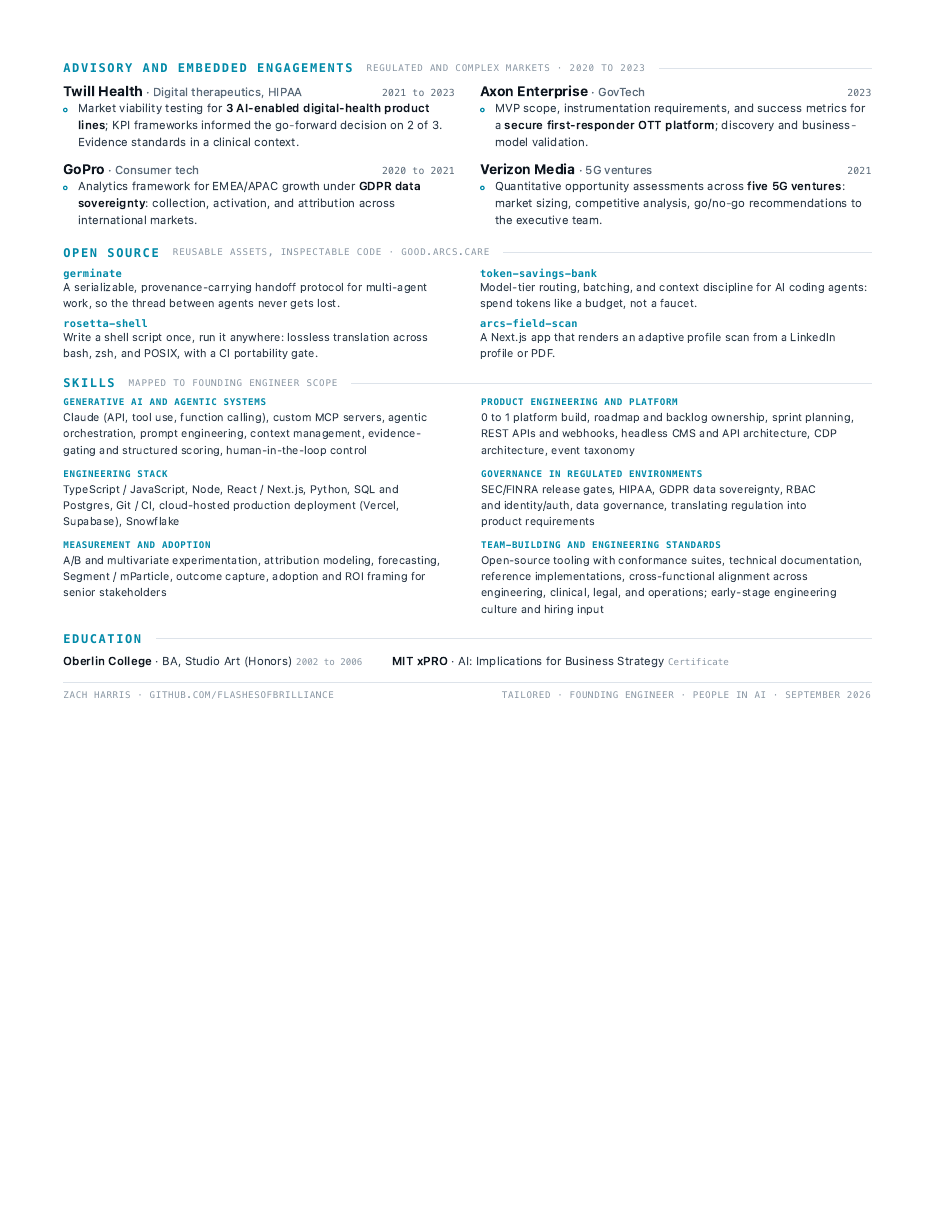 ADVISORY AND EMBEDDED ENGAGEMENTS REGULATED AND COMPLEX MARKETS · 2020 TO 2023
Twill Health · Digital therapeutics, HIPAA 2021 to 2023
Market viability testing for 3 AI-enabled digital-health product
lines; KPI frameworks informed the go-forward decision on 2 of 3.
Evidence standards in a clinical context.
Axon Enterprise · GovTech 2023
MVP scope, instrumentation requirements, and success metrics for
a secure first-responder OTT platform; discovery and business-
model validation.
GoPro · Consumer tech 2020 to 2021
Analytics framework for EMEA/APAC growth under GDPR data
sovereignty: collection, activation, and attribution across
international markets.
Verizon Media · 5G ventures 2021
Quantitative opportunity assessments across five 5G ventures:
market sizing, competitive analysis, go/no-go recommendations to
the executive team.
OPEN SOURCE REUSABLE ASSETS, INSPECTABLE CODE · GOOD.ARCS.CARE
germinate
A serializable, provenance-carrying handoff protocol for multi-agent
work, so the thread between agents never gets lost.
token-savings-bank
Model-tier routing, batching, and context discipline for AI coding agents:
spend tokens like a budget, not a faucet.
rosetta-shell
Write a shell script once, run it anywhere: lossless translation across
bash, zsh, and POSIX, with a CI portability gate.
arcs-field-scan
A Next.js app that renders an adaptive profile scan from a LinkedIn
profile or PDF.
SKILLS MAPPED TO FOUNDING ENGINEER SCOPE
GENERATIVE AI AND AGENTIC SYSTEMS
Claude (API, tool use, function calling), custom MCP servers, agentic
orchestration, prompt engineering, context management, evidence-
gating and structured scoring, human-in-the-loop control
PRODUCT ENGINEERING AND PLATFORM
0 to 1 platform build, roadmap and backlog ownership, sprint planning,
REST APIs and webhooks, headless CMS and API architecture, CDP
architecture, event taxonomy
ENGINEERING STACK
TypeScript / JavaScript, Node, React / Next.js, Python, SQL and
Postgres, Git / CI, cloud-hosted production deployment (Vercel,
Supabase), Snowflake
GOVERNANCE IN REGULATED ENVIRONMENTS
SEC/FINRA release gates, HIPAA, GDPR data sovereignty, RBAC
and identity/auth, data governance, translating regulation into
product requirements
MEASUREMENT AND ADOPTION
A/B and multivariate experimentation, attribution modeling, forecasting,
Segment / mParticle, outcome capture, adoption and ROI framing for
senior stakeholders
TEAM-BUILDING AND ENGINEERING STANDARDS
Open-source tooling with conformance suites, technical documentation,
reference implementations, cross-functional alignment across
engineering, clinical, legal, and operations; early-stage engineering
culture and hiring input
EDUCATION
Oberlin College · BA, Studio Art (Honors) 2002 to 2006 MIT xPRO · AI: Implications for Business Strategy Certificate
ZACH HARRIS · GITHUB.COM/FLASHESOFBRILLIANCE TAILORED · FOUNDING ENGINEER · PEOPLE IN AI · SEPTEMBER 2026